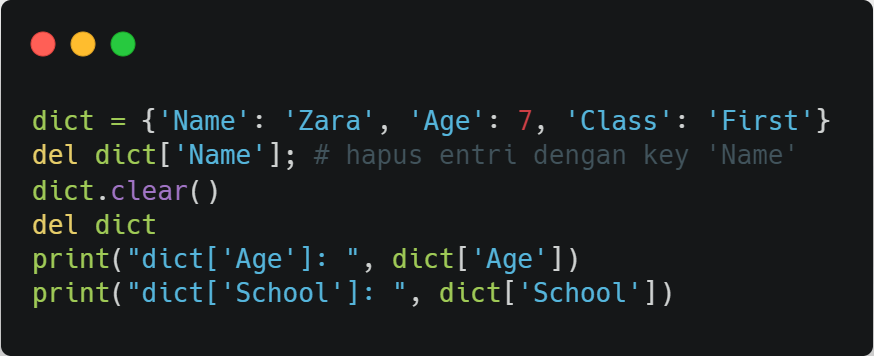 dict = {'Name': 'Zara', 'Age': 7, 'Class': 'First'}
del dict['Name']; # hapus entri dengan key 'Name'
dict.clear()
del dict
print("dict['Age']: ", dict['Age'])
print("dict['School']: ", dict['School'])